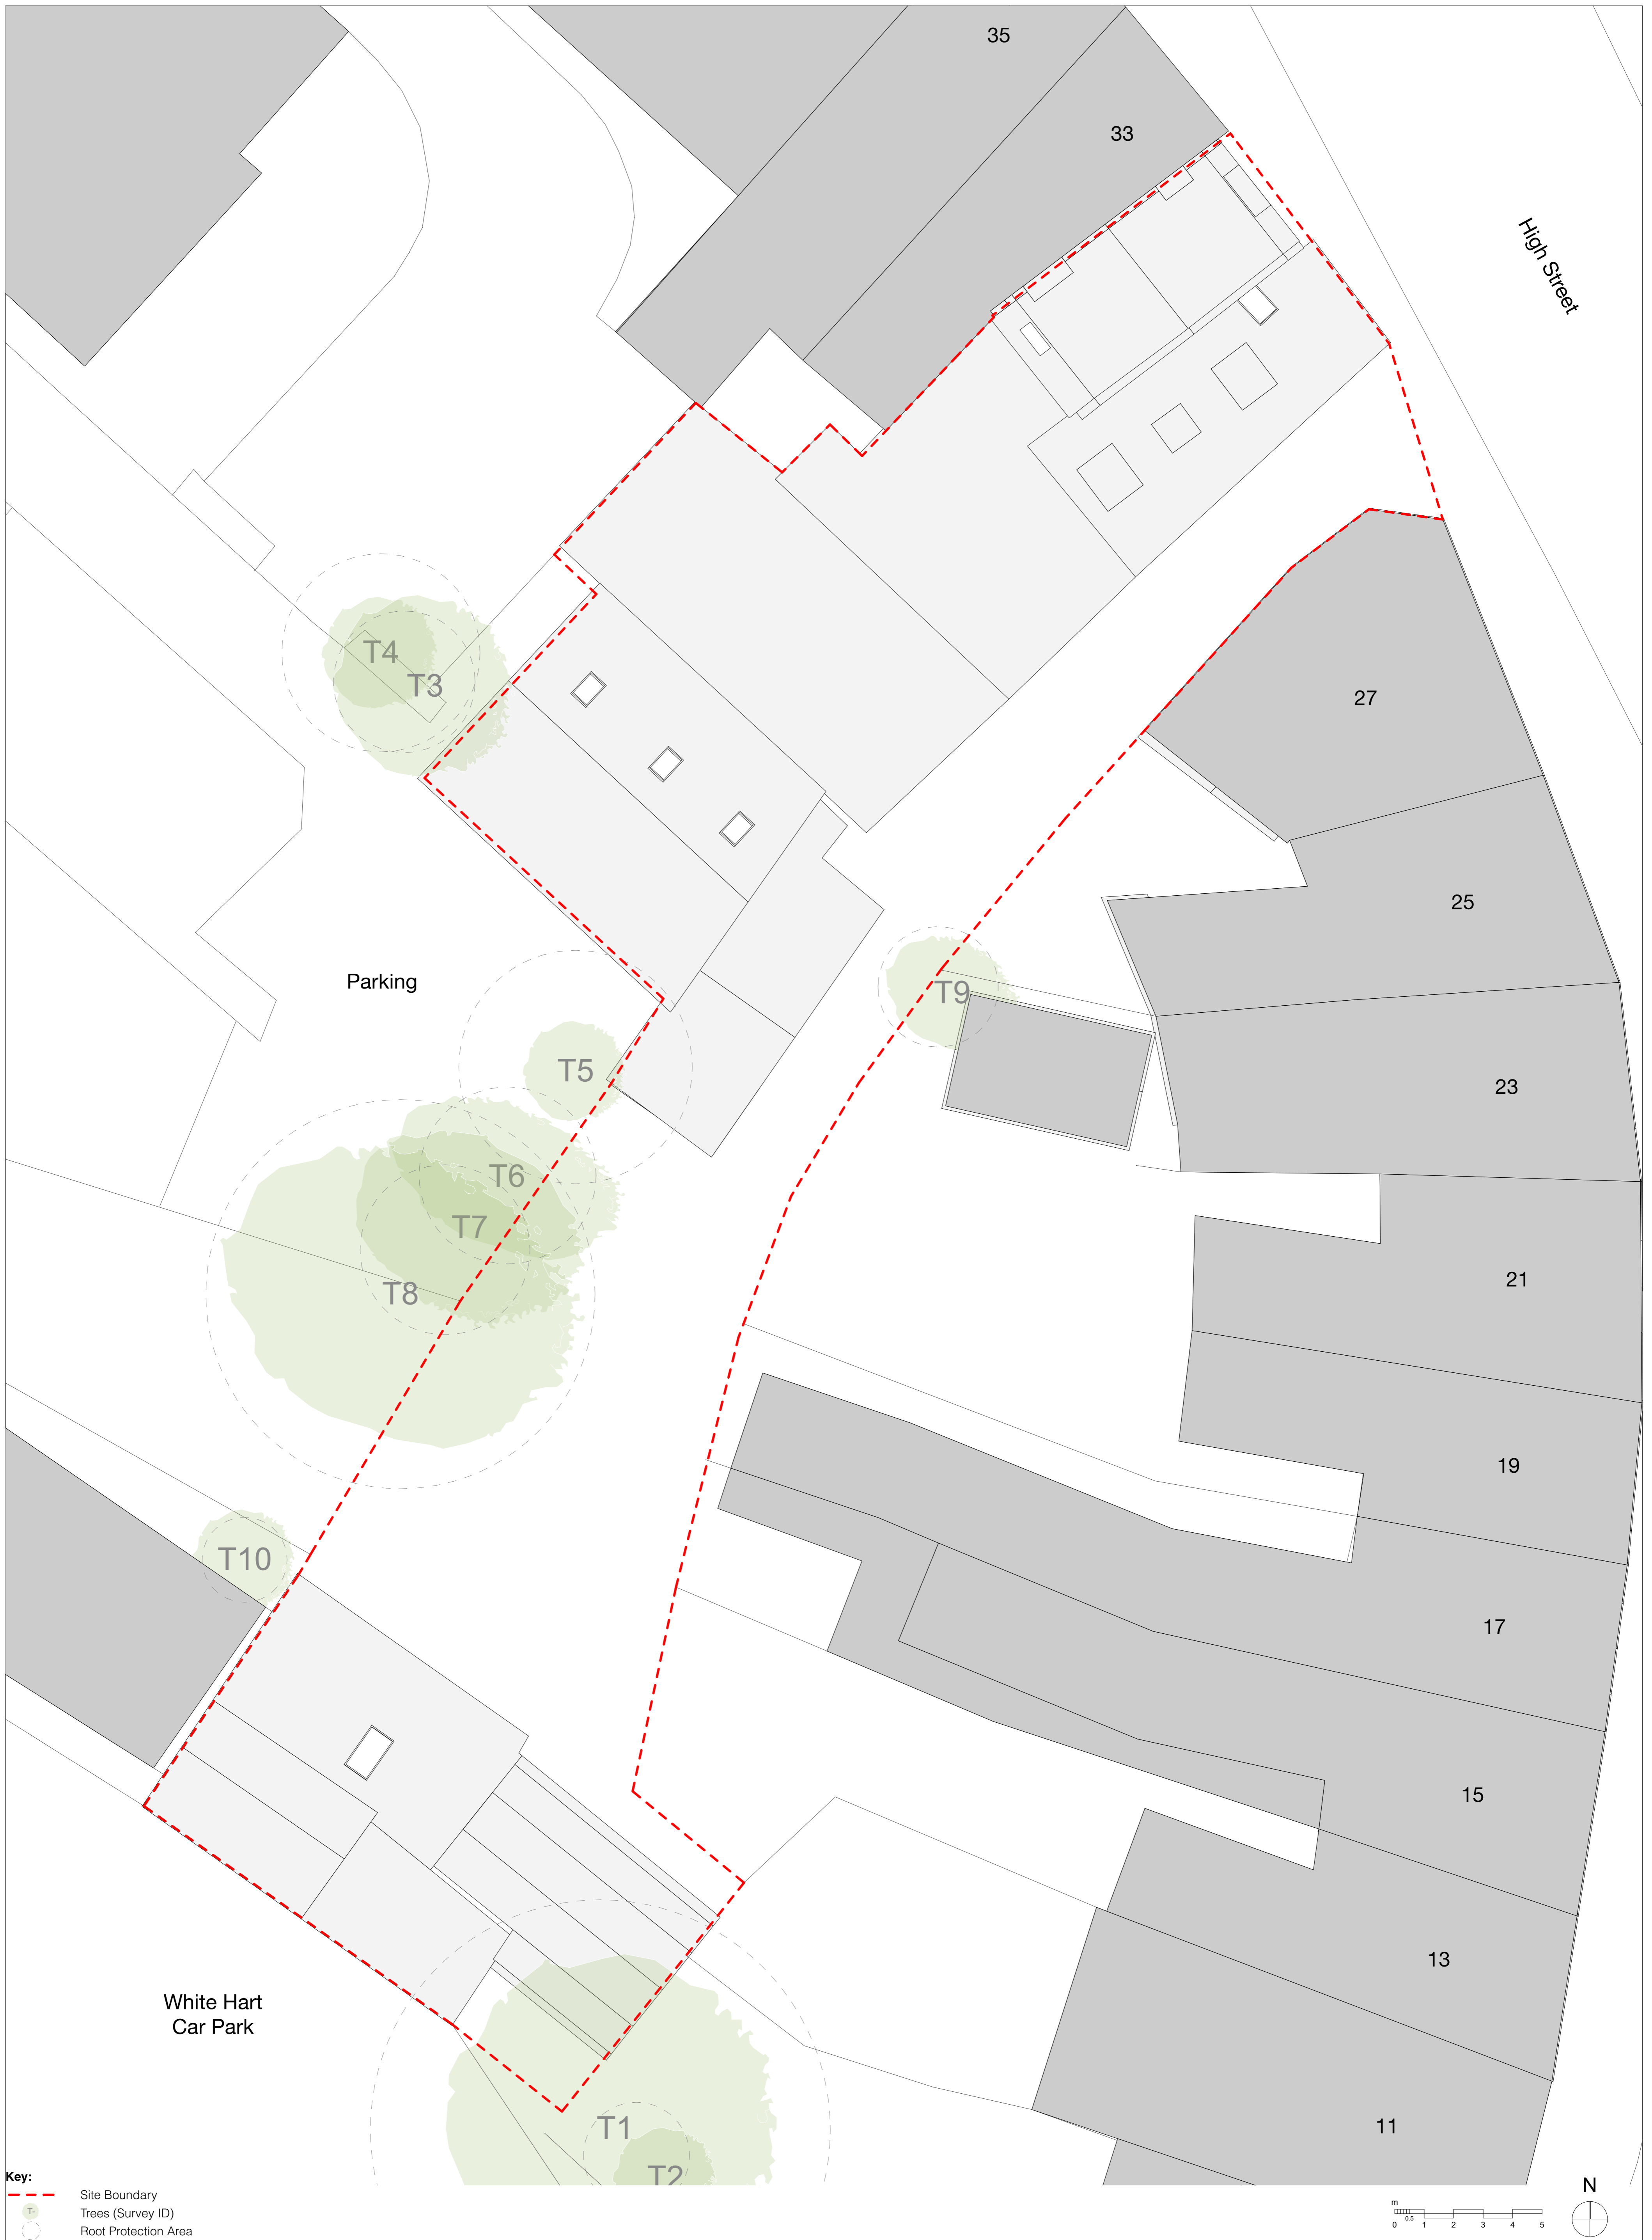 35
33
High Street
T4
T3
27
25
Parking
T9
T5
23
T6
T7
T8
21
19
T10
17
15
13
White Hart
Car Park
T1
11
T2
Key:
Site Boundary
T- Trees (Survey ID)
Root Protection Area
m
0 0.5 1 2 3 4 5
N